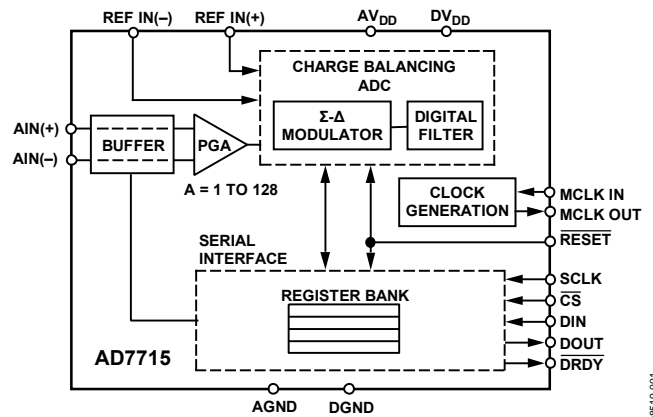 REF IN(–) REF IN(+) AVDD DVDD
CHARGE BALANCING
ADC
AIN(+)
AIN(–)
BUFFER
PGA
A = 1 TO 128
Σ-Δ
MODULATOR
DIGITAL
FILTER
CLOCK
GENERATION
MCLK IN
MCLK OUT
RESET
SERIAL
INTERFACE
REGISTER BANK
SCLK
CS
DIN
DOUT
DRDY
AD7715
AGND DGND